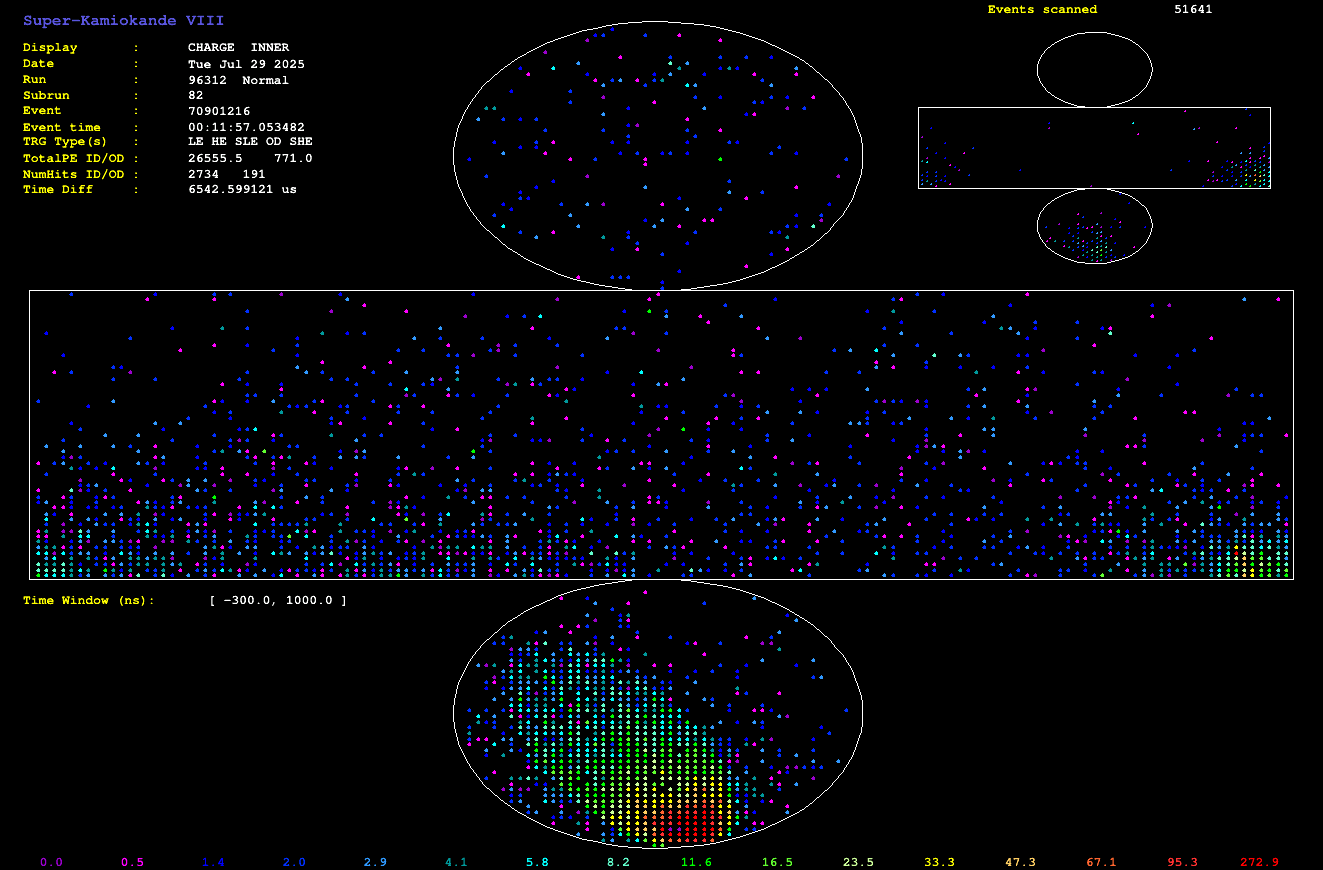 Super-Kamiokande VIII
Events scanned 51641
Display : CHARGE INNER
Date : Tue Jul 29 2025
Run : 96312 Normal
Subrun : 82
Event : 70901216
Event time : 00:11:57.053482
TRG Type(s) : LE HE SLE OD SHE
TotalPE ID/OD : 26555.5 771.0
NumHits ID/OD : 2734 191
Time Diff : 6542.599121 us
Time Window (ns): [ -300.0, 1000.0 ]
0.0 0.5 1.4 2.0 2.9 4.1 5.8 8.2 11.6 16.5 23.5 33.3 47.3 67.1 95.3 272.9